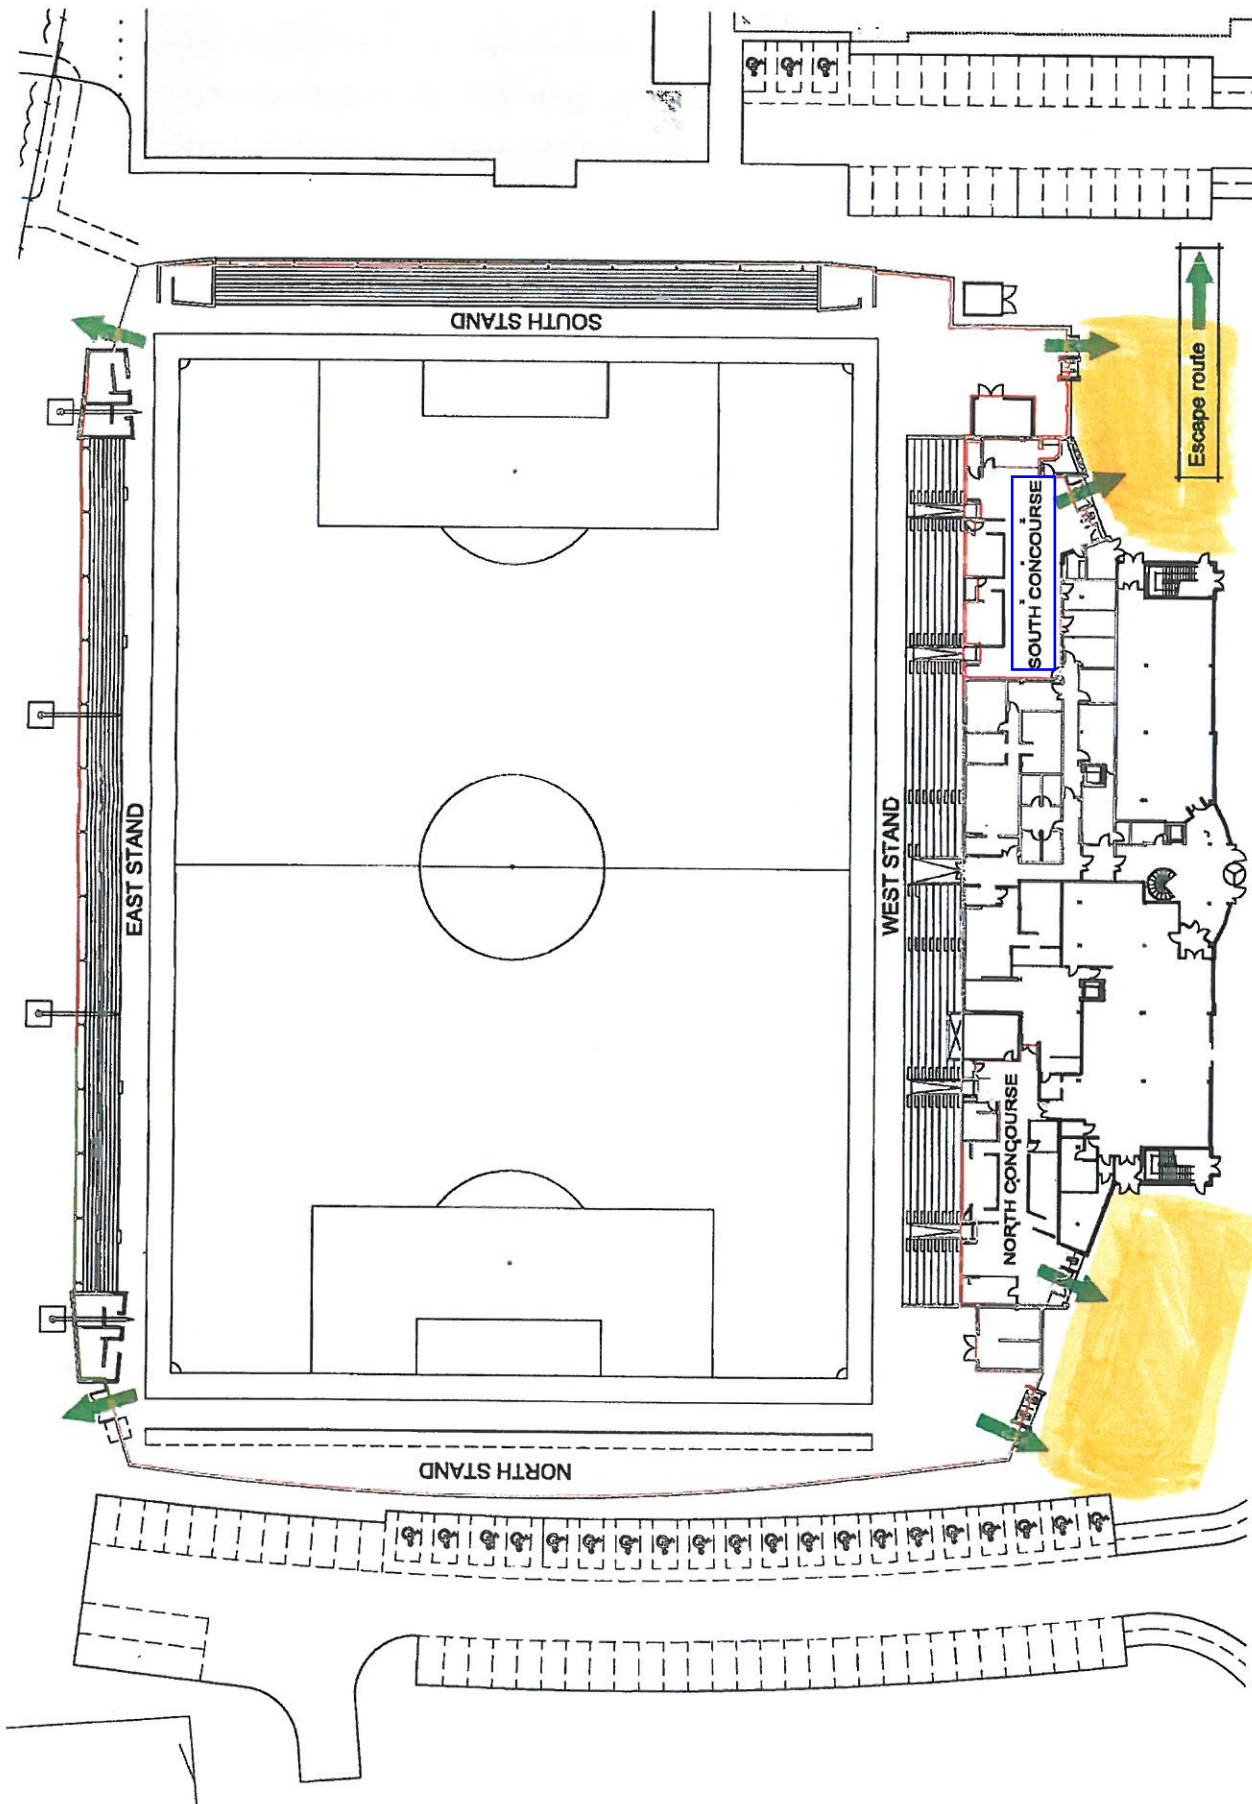 SOUTH STAND
Escape route
SOUTH CONCOURSE
EAST STAND
WEST STAND
NORTH CONCOURSE
NORTH STAND